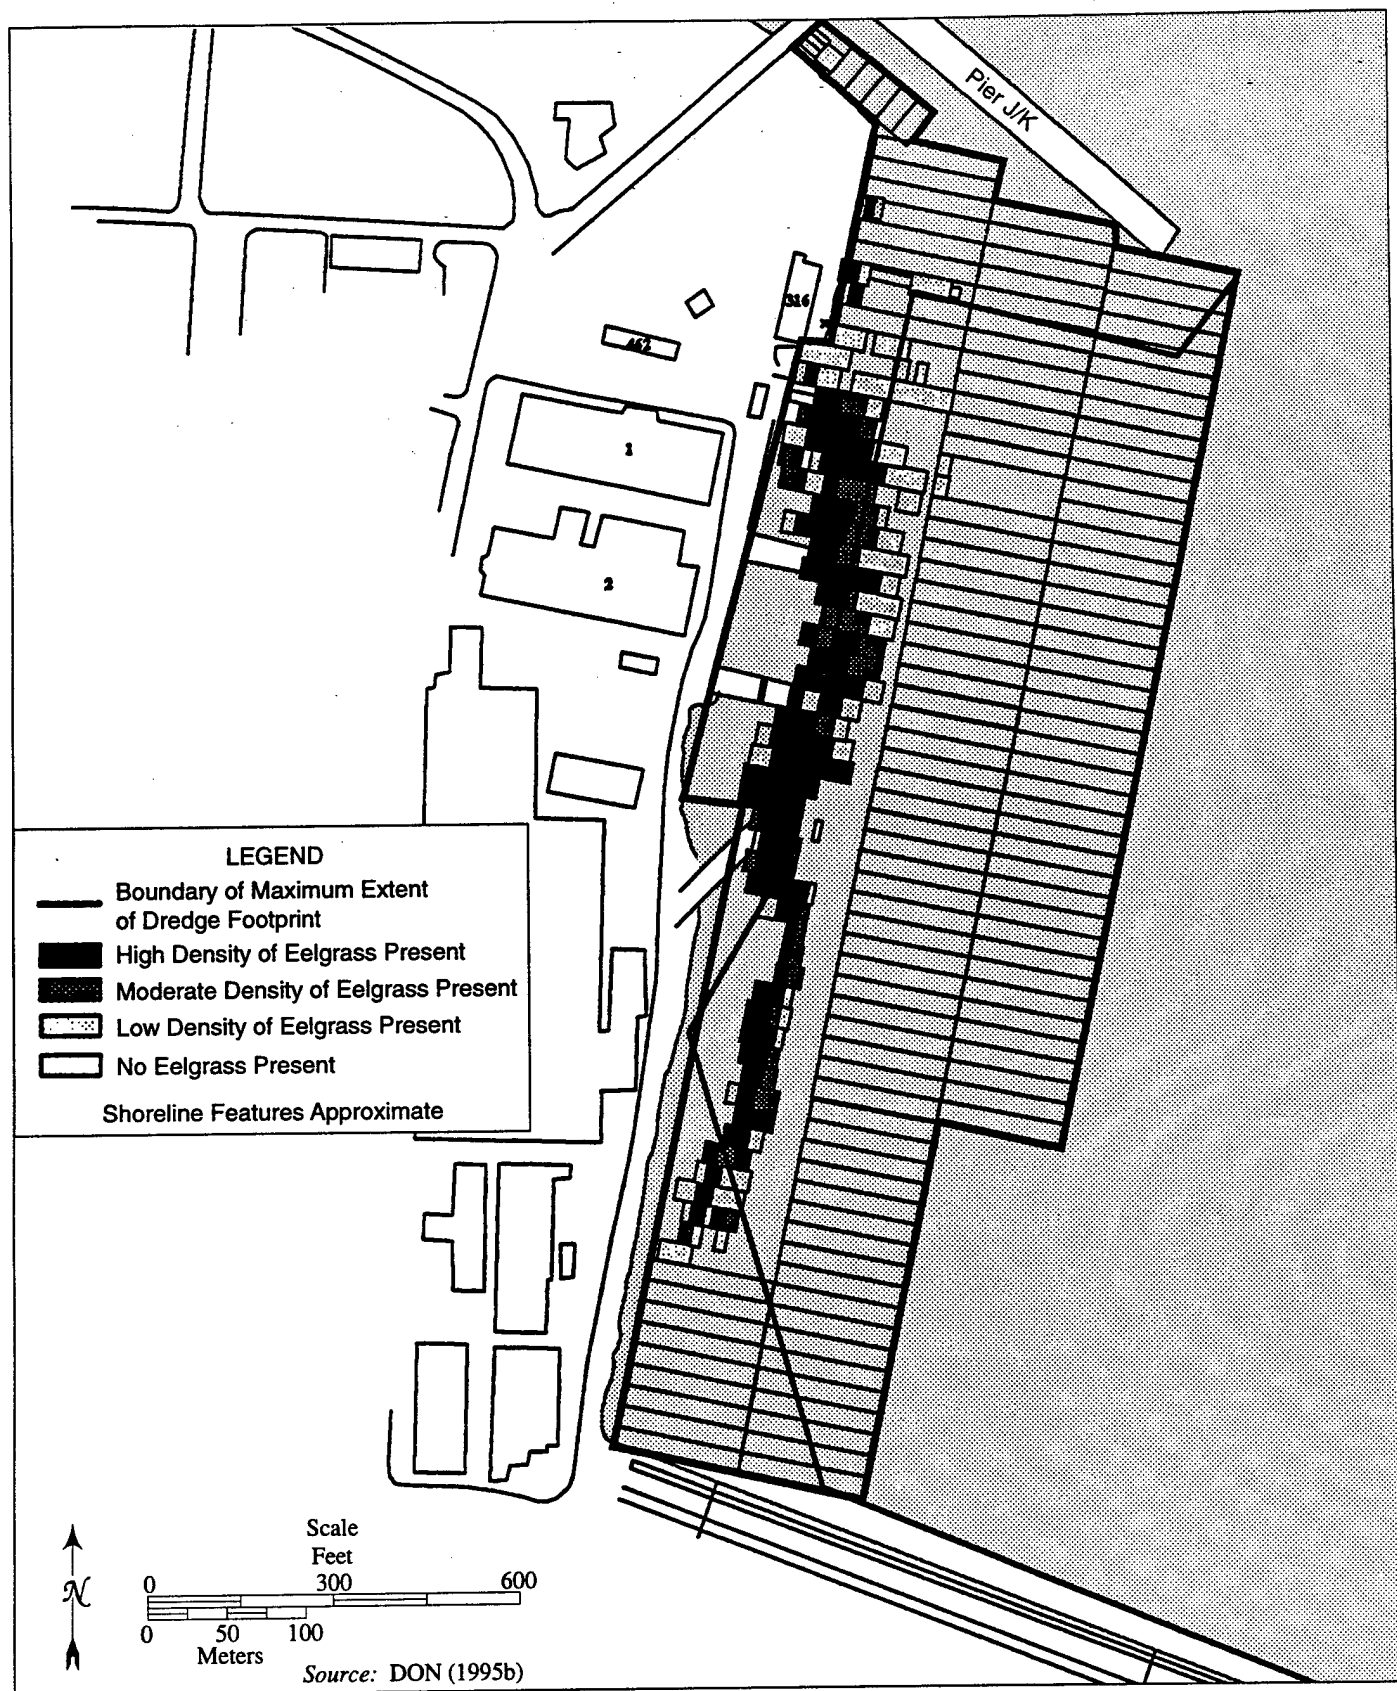 Pier J/K
316
462
1
2
LEGEND
Boundary of Maximum Extent
of Dredge Footprint
High Density of Eelgrass Present
Moderate Density of Eelgrass Present
Low Density of Eelgrass Present
No Eelgrass Present
Shoreline Features Approximate
Scale
Feet
0 300 600
N
0 50 100
Meters
Source: DON (1995b)